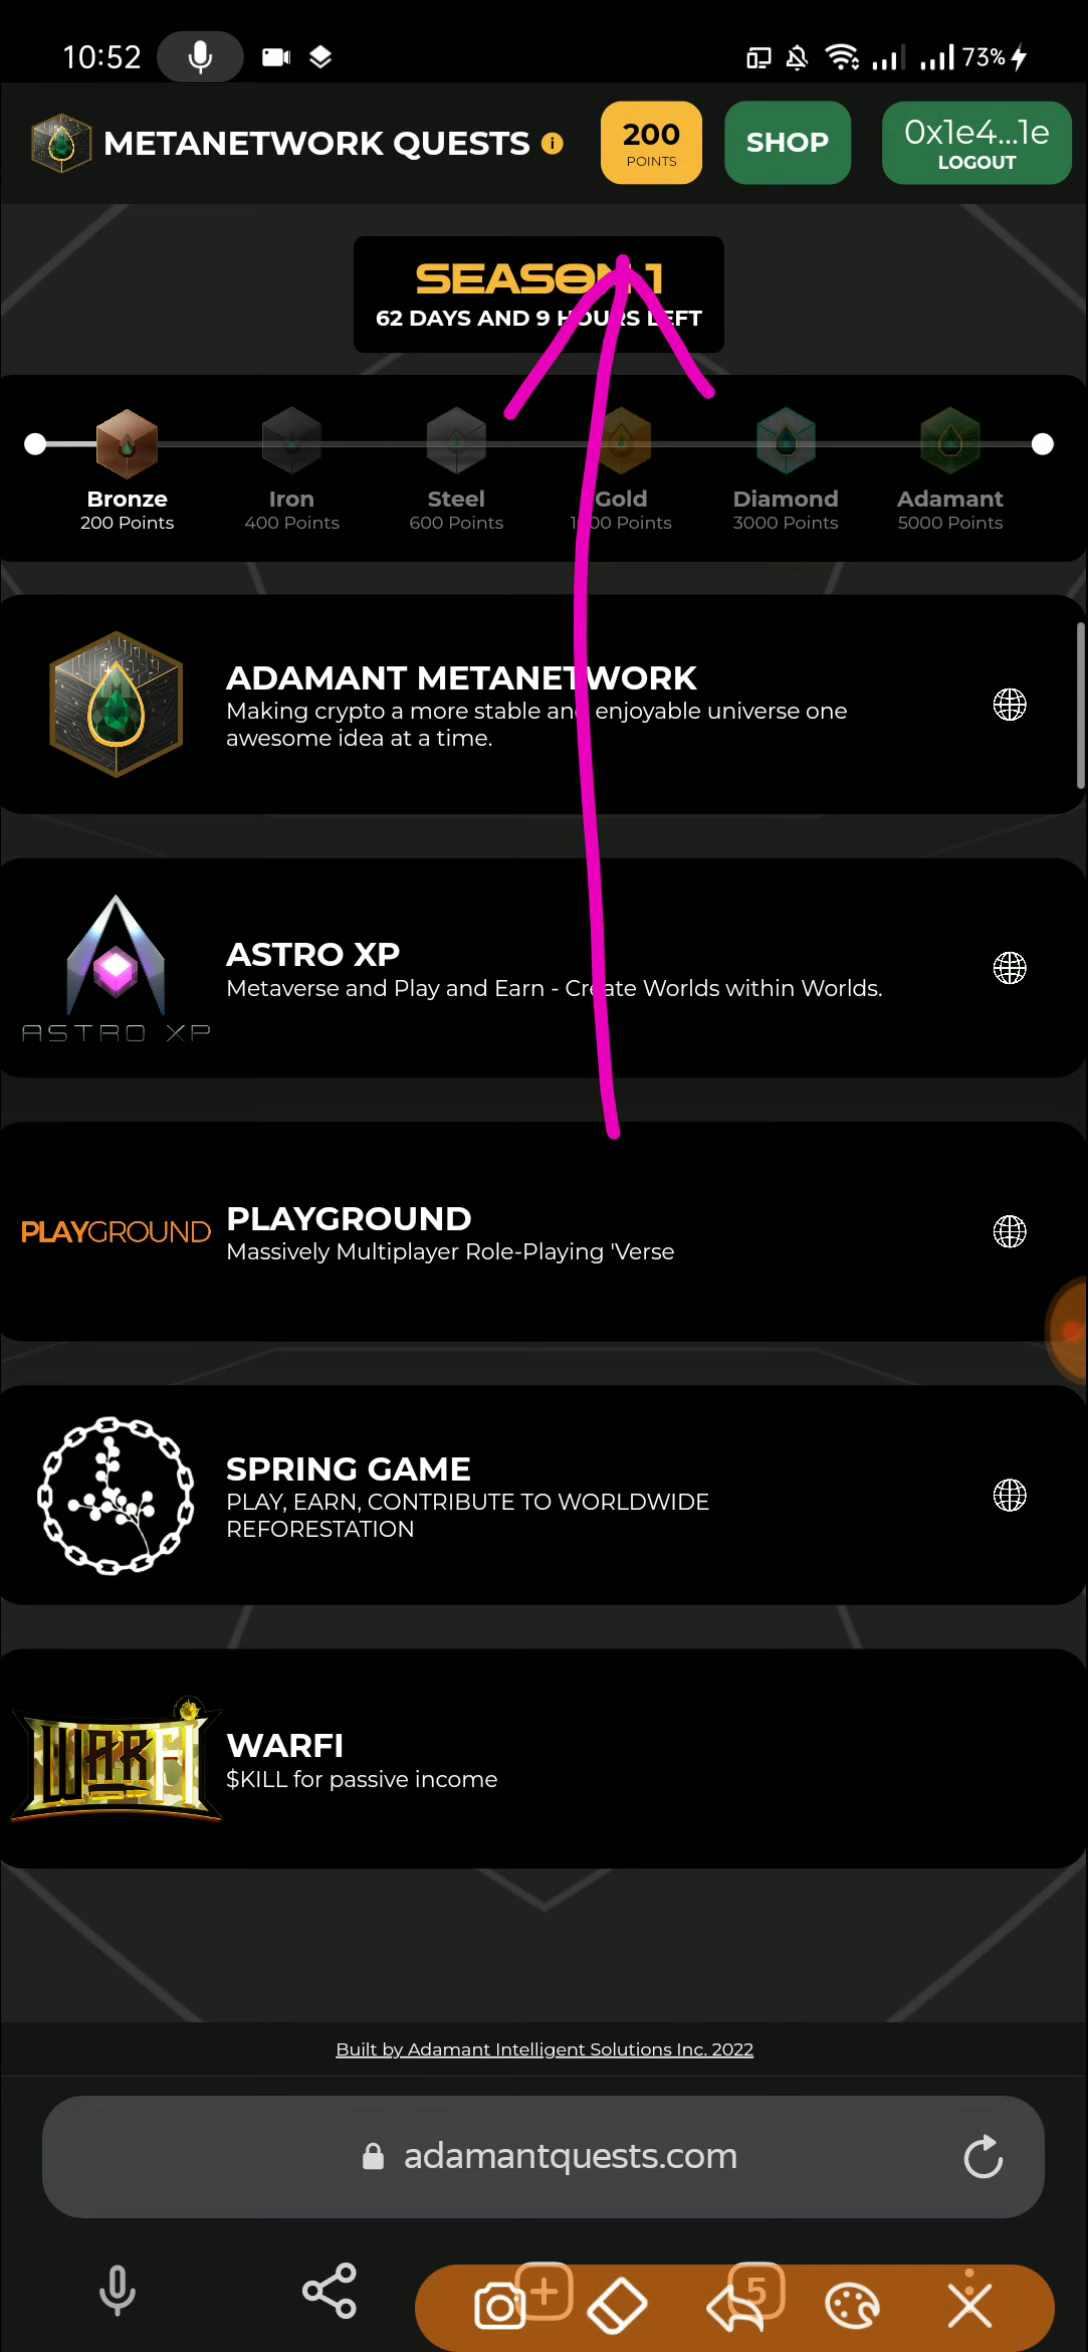 10:52
73%
METANETWORK QUESTS
200
POINTS
SHOP
0x1e4...1e
LOGOUT
SEASON 1
62 DAYS AND 9 HOURS LEFT
Bronze
200 Points
Iron
400 Points
Steel
600 Points
Gold
Points
Diamond
3000 Points
Adamant
5000 Points
ADAMANT METANETWORK
Making crypto a more stable and enjoyable universe one
awesome idea at a time.
ASTRO XP
ASTRO XP
Metaverse and Play and Earn - Create Worlds within Worlds.
PLAYGROUND
PLAYGROUND
Massively Multiplayer Role-Playing 'Verse
SPRING GAME
PLAY, EARN, CONTRIBUTE TO WORLDWIDE
REFORESTATION
WARFI
WARFI
$KILL for passive income
Built by Adamant Intelligent Solutions Inc. 2022
adamantquests.com
5